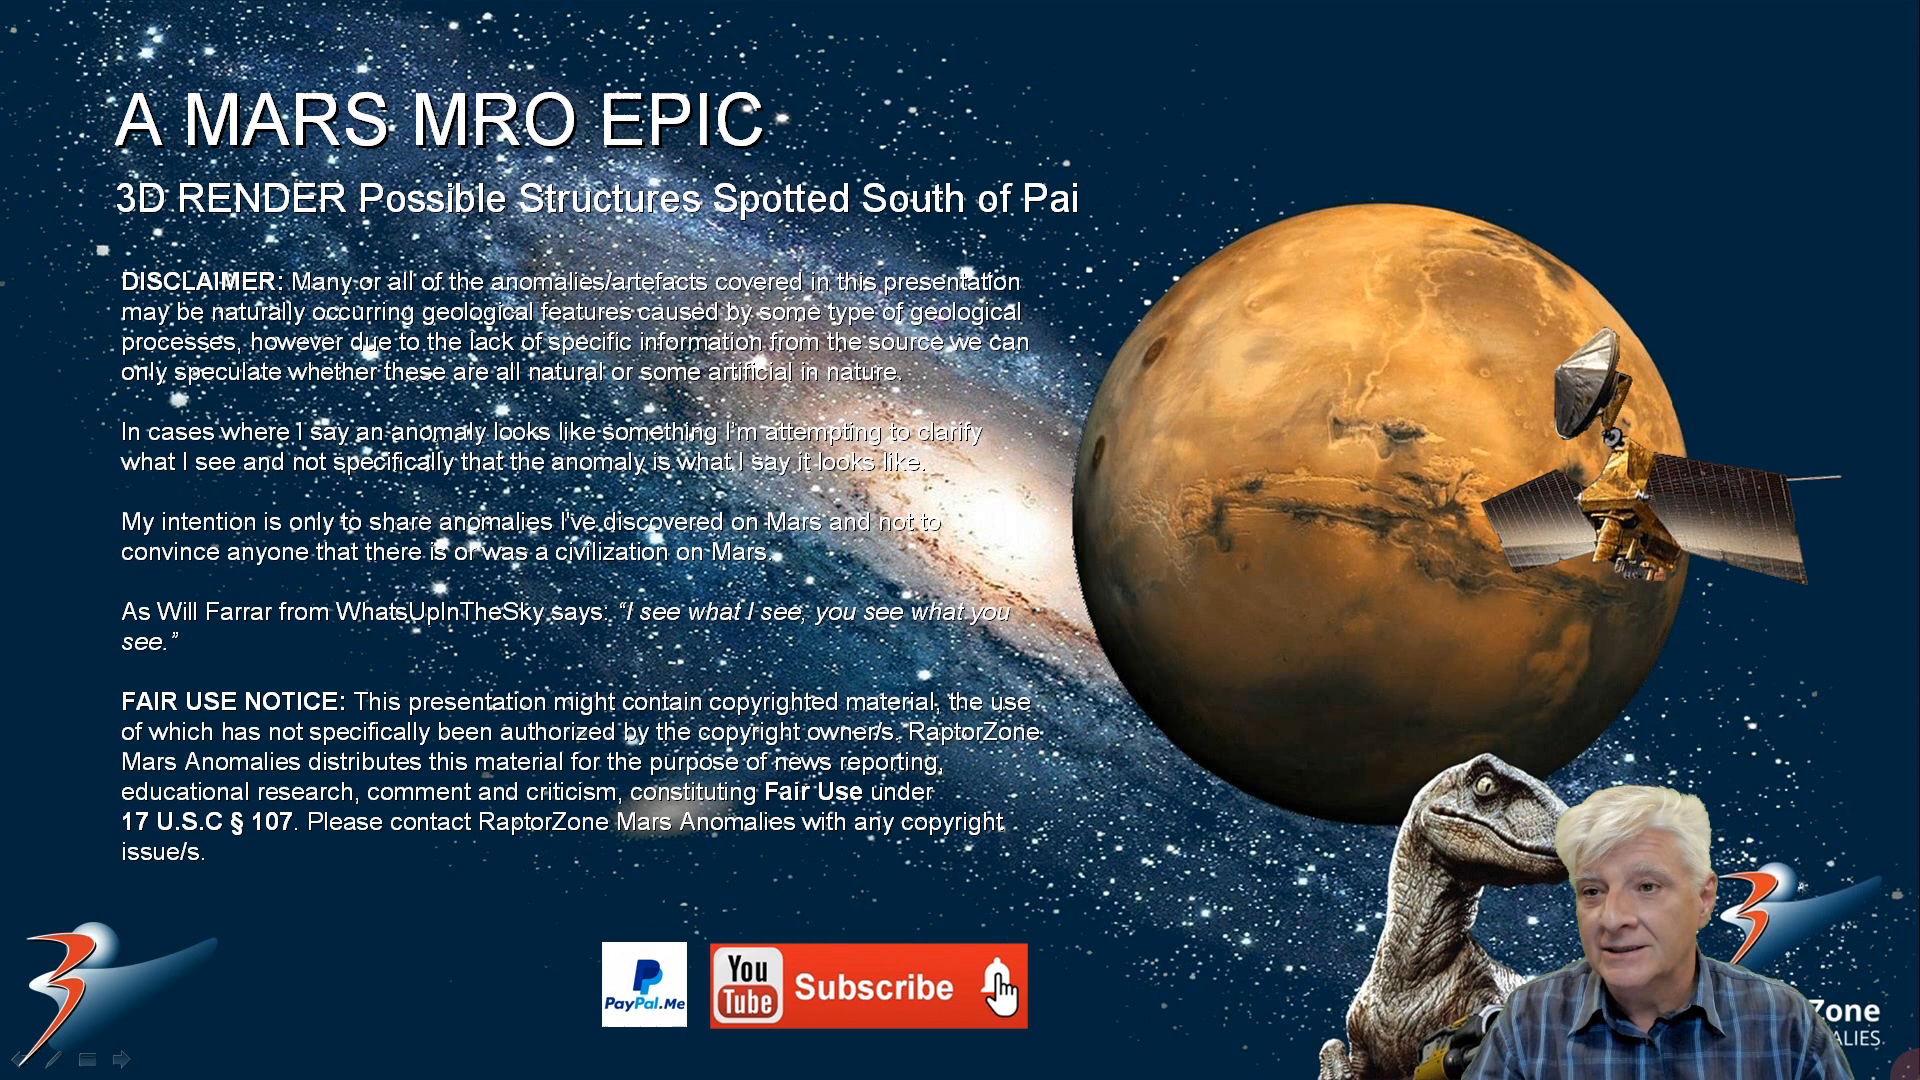 A MARS MRO EPIC
3D RENDER Possible Structures Spotted South of Pai
DISCLAIMER: Many or all of the anomalies/artefacts covered in this presentation
may be naturally occurring geological features caused by some type of geological
processes, however due to the lack of specific information from the source we can
only speculate whether these are all natural or some artificial in nature.
In cases where I say an anomaly looks like something I'm attempting to clarify
what I see and not specifically that the anomaly is what I say it looks like.
My intention is only to share anomalies I've discovered on Mars and not to
convince anyone that there is or was a civilization on Mars.
As Will Farrar from WhatsUpInTheSky says: “I see what I see, you see what you
see.”
FAIR USE NOTICE: This presentation might contain copyrighted material, the use
of which has not specifically been authorized by the copyright owner/s. RaptorZone
Mars Anomalies distributes this material for the purpose of news reporting,
educational research, comment and criticism, constituting Fair Use under
17 U.S.C § 107. Please contact RaptorZone Mars Anomalies with any copyright
issue/s.
PayPal.Me
You Tube Subscribe
Zone
ALIES